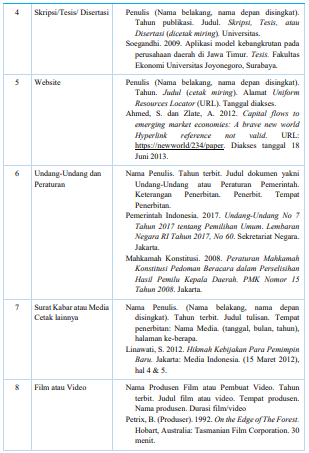 4 Skripsi/Tesis/ Disertasi Penulis (Nama belakang, nama depan disingkat).
Tahun publikasi. Judul. Skripsi, Tesis, atau
Disertasi (dicetak miring). Universitas.
Soegandhi. 2009. Aplikasi model kebangkrutan pada
perusahaan daerah di Jawa Timur. Tesis. Fakultas
Ekonomi Universitas Joyonegoro, Surabaya.
5 Website Penulis (Nama belakang, nama depan disingkat).
Tahun. Judul (cetak miring). Alamat Uniform
Resources Locator (URL). Tanggal diakses.
Ahmed, S. dan Zlate, A. 2012. Capital flows to
emerging market economies: A brave new world
Hyperlink reference not valid. URL:
https://newworld/234/paper. Diakses tanggal 18
Juni 2013.
6 Undang-Undang dan Nama Penulis. Tahun terbit. Judul dokumen yakni
Peraturan Undang-Undang atau Peraturan Pemerintah.
Keterangan Penerbitan. Penerbit. Tempat
Penerbitan.
Pemerintah Indonesia. 2017. Undang-Undang No 7
Tahun 2017 tentang Pemilihan Umum. Lembaran
Negara RI Tahun 2017, No 60. Sekretariat Negara.
Jakarta.
Mahkamah Konstitusi. 2008. Peraturan Mahkamah
Konstitusi Pedoman Beracara dalam Perselisihan
Hasil Pemilu Kepala Daerah. PMK Nomor 15
Tahun 2008. Jakarta.
7 Surat Kabar atau Media Nama Penulis. (Nama belakang, nama depan
Cetak lainnya disingkat). Tahun terbit. Judul tulisan. Tempat
penerbitan: Nama Media. (tanggal, bulan, tahun),
halaman ke-berapa.
Linawati, S. 2012. Hikmah Kebijakan Para Pemimpin
Baru. Jakarta: Media Indonesia. (15 Maret 2012),
hal 4 & 5.
8 Film atau Video Nama Produsen Film atau Pembuat Video. Tahun
terbit. Judul film atau video. Tempat produsen.
Nama produsen. Durasi film/video
Petrix, B. (Produser). 1992. On the Edge of The Forest.
Hobart, Australia: Tasmanian Film Corporation. 30
menit.